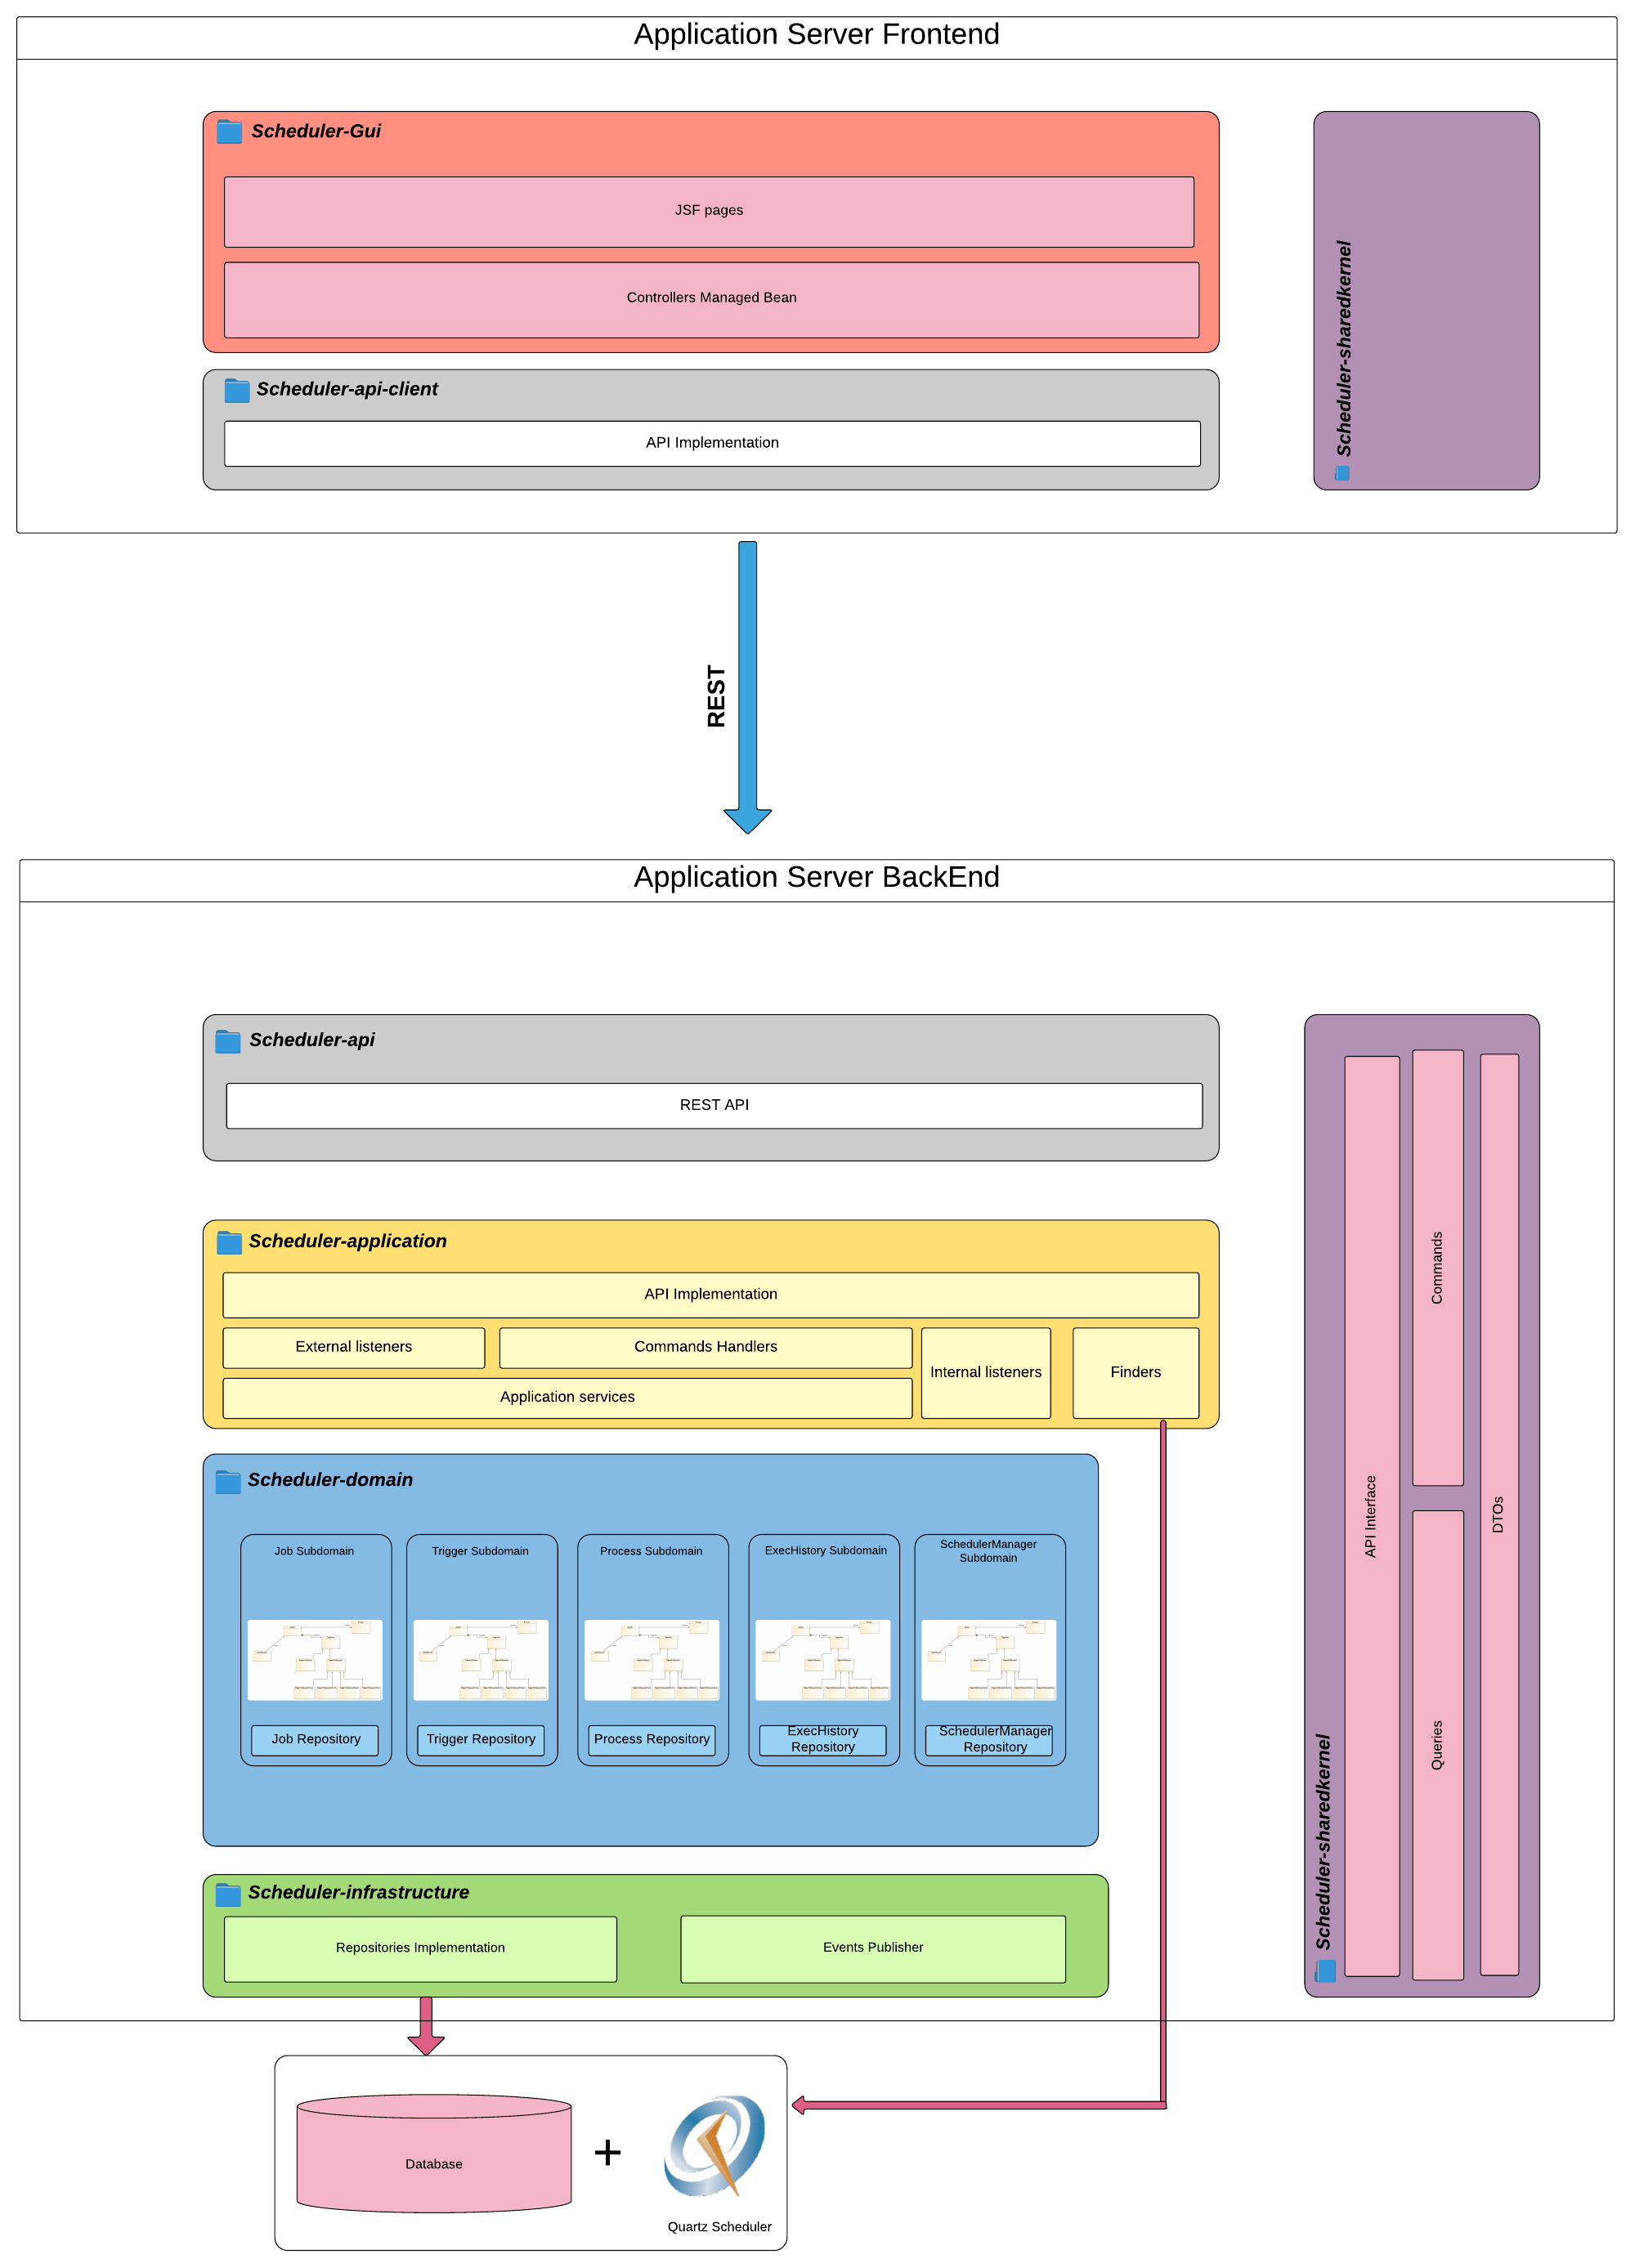 Application Server Frontend
Scheduler-Gui
JSF pages
Controllers Managed Bean
Scheduler-api-client
API Implementation
Scheduler-sharedkernel
REST
Application Server BackEnd
Scheduler-api
REST API
Scheduler-application
API Implementation
External listeners
Commands Handlers
Internal listeners
Finders
Application services
Scheduler-domain
Job Subdomain
Trigger Subdomain
Process Subdomain
ExecHistory Subdomain
SchedulerManager
Subdomain
Job Repository
Trigger Repository
Process Repository
ExecHistory
Repository
SchedulerManager
Repository
Scheduler-infrastructure
Repositories Implementation
Events Publisher
Scheduler-sharedkernel
API Interface
Commands
Queries
DTOs
Database
+
Quartz Scheduler